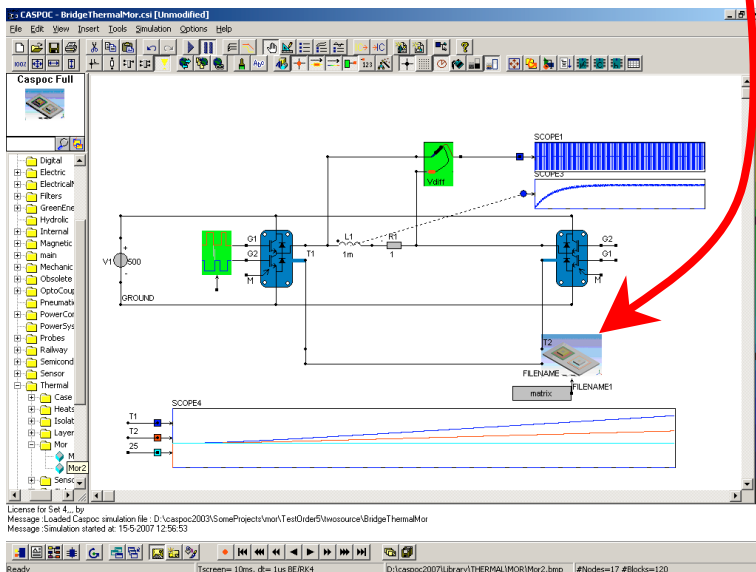 CASPOC - BridgeThermalMor.csi [Unmodified]
File Edit View Insert Tools Simulation Options Help
Caspoc Full
Digital
Electric
Electrical
Filters
GreenEne
Hydrolic
Internal
Magnetic
main
Mechanic
Obsolete
OptoCou
Pneumati
PowerCor
PowerSys
Probes
Railway
Semicond
Sensor
Thermal
Case
Heats
Isolat
Layer
Mor
M
Mor2
Senso
SCOPE1
SCOPE3
Vdiff
V1 500
GROUND
G1
G2
M
T1
L1
1m
R1
1
G2
G1
M
T2
FILENAME
FILENAME1
matrix
SCOPE4
T1
T2
25
License for Set 4... by
Message :Loaded Caspoc simulation file : D:\caspoc2003\SomeProjects\mor\TestOrder5\twosource\BridgeThermalMor
Message :Simulation started at: 15-5-2007 12:56:53
Ready Tscreen= 10ms, dt= 1us BE/RK4 D:\caspoc2007\Library\THERMAL\MOR\Mor2.bmp #Nodes=17 #Blocks=120